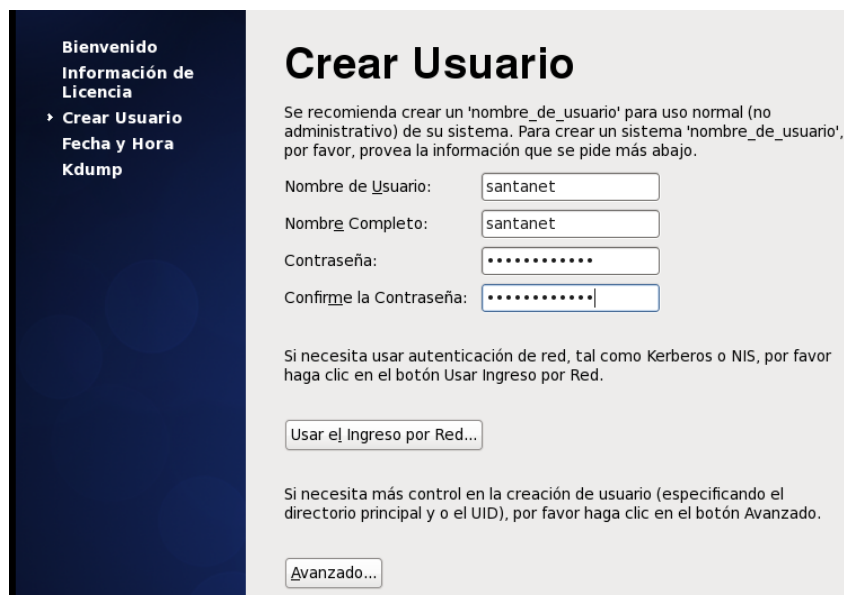 Bienvenido
Información de
Licencia
Crear Usuario
Fecha y Hora
Kdump
Crear Usuario
Se recomienda crear un 'nombre_de_usuario' para uso normal (no
administrativo) de su sistema. Para crear un sistema 'nombre_de_usuario',
por favor, provea la información que se pide más abajo.
Nombre de Usuario: santanet
Nombre Completo: santanet
Contraseña: ••••••••••••
Confirme la Contraseña: ••••••••••••
Si necesita usar autenticación de red, tal como Kerberos o NIS, por favor
haga clic en el botón Usar Ingreso por Red.
Usar el Ingreso por Red...
Si necesita más control en la creación de usuario (especificando el
directorio principal y o el UID), por favor haga clic en el botón Avanzado.
Avanzado...